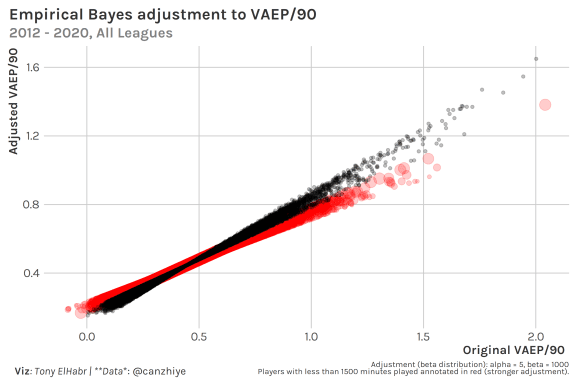 Empirical Bayes adjustment to VAEP/90
2012 - 2020, All Leagues
Adjusted VAEP/90
1.6
1.2
0.8
0.4
0.0 0.5 1.0 1.5 2.0
Original VAEP/90
Viz: Tony ElHabr | **Data*: @canzhiye
Adjustment (beta distribution): alpha = 5, beta = 1000
Players with less than 1500 minutes played annotated in red (stronger adjustment).